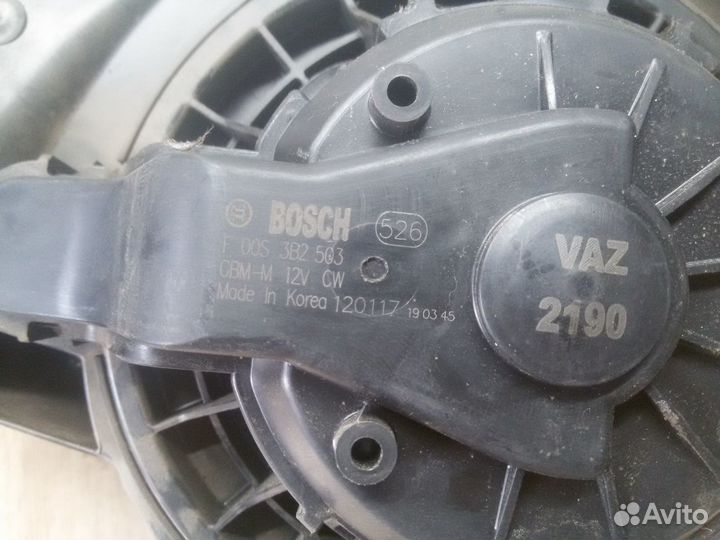 BOSCH 526
F 00S 3B2 503
CBM-M 12V CW
Made In Korea 120117 19 03 45
VAZ
2190
Avito